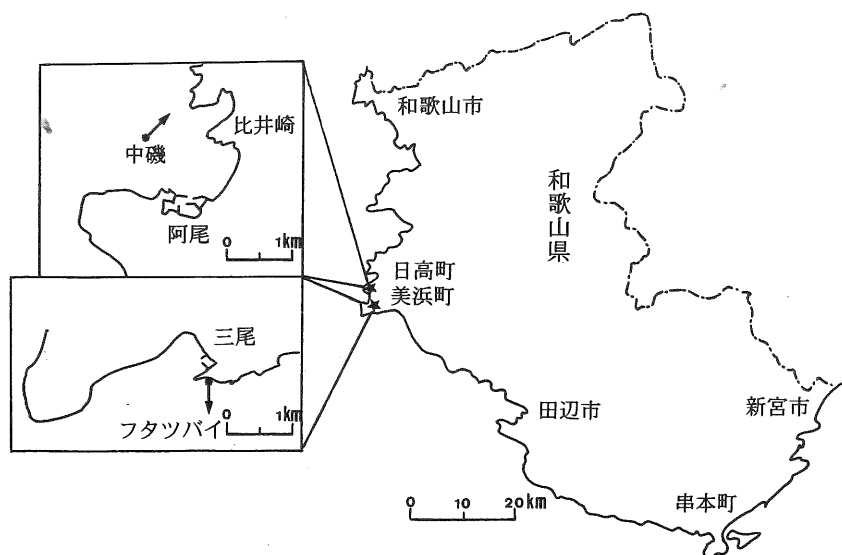 和歌山市
比井崎
中磯
和歌山県
阿尾
0 1km
日高町
美浜町
三尾
フタツバイ
0 1km
田辺市
新宮市
0 10 20km
串本町